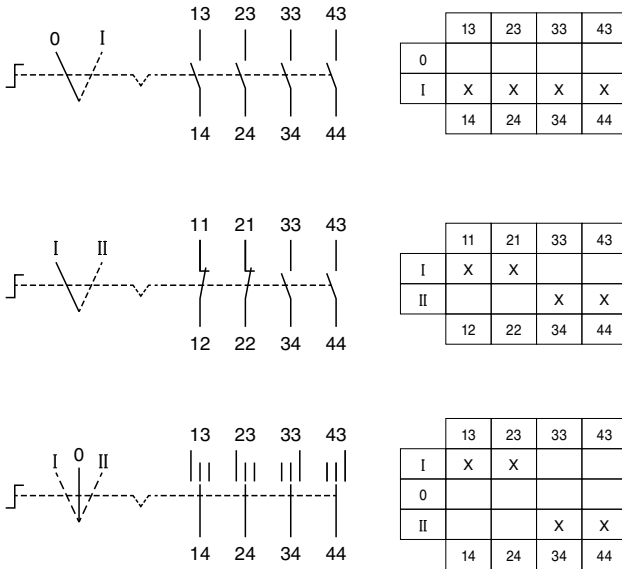 13 23 33 43
0 I
14 24 34 44
13 23 33 43
0
I X X X X
14 24 34 44
11 21 33 43
I II
12 22 34 44
11 21 33 43
I X X
II X X
12 22 34 44
13 23 33 43
I 0 II
14 24 34 44
13 23 33 43
I X X
0
II X X
14 24 34 44